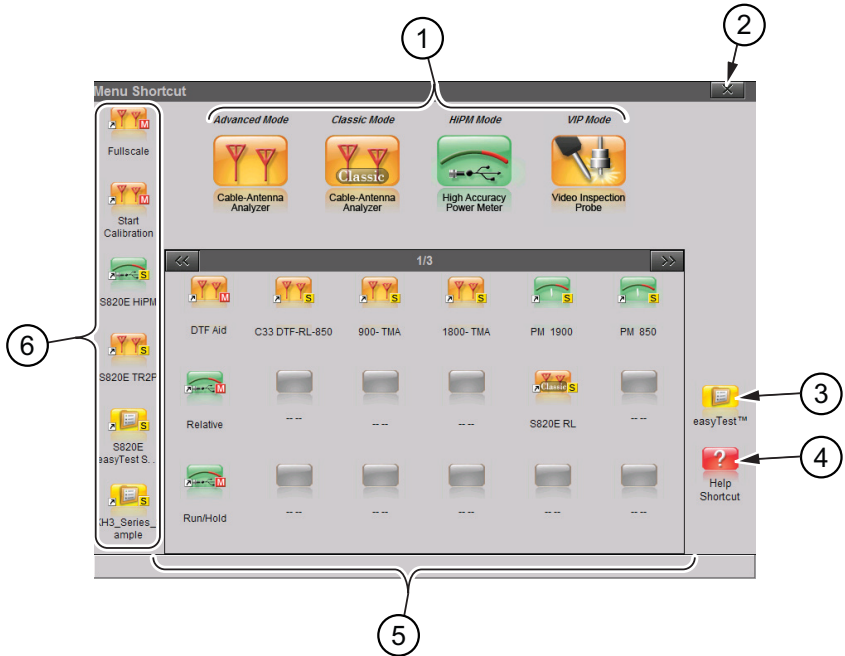 1
2
Menu Shortcut
Advanced Mode
Classic Mode
HiPM Mode
VIP Mode
Cable-Antenna
Analyzer
Classic
Cable-Antenna
Analyzer
High Accuracy
Power Meter
Video Inspection
Probe
M
Fullscale
M
Start
Calibration
S
S820E HiPM
S
S820E TR2P
S
S820E
easyTest S. .
S
KH3_Series_
ample
6
<<
1/3
>>
M
DTF Aid
S
C33 DTF-RL-850
S
900- TMA
S
1800- TMA
S
PM 1900
S
PM 850
M
Relative
-- --
-- --
-- --
Classic S
S820E RL
-- --
M
Run/Hold
-- --
-- --
-- --
-- --
-- --
easyTest™
3
?
Help
Shortcut
4
5